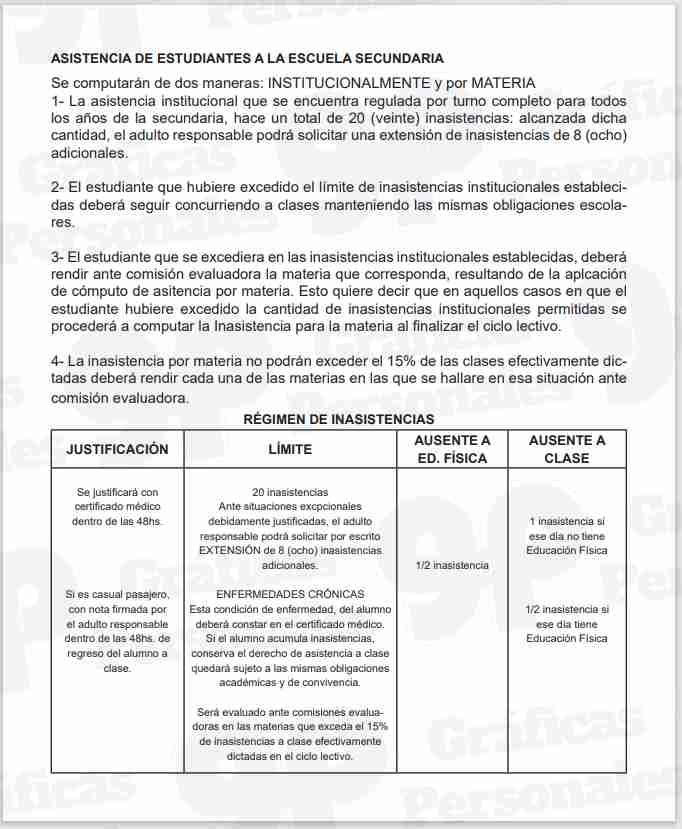 ASISTENCIA DE ESTUDIANTES A LA ESCUELA SECUNDARIA
Se computarán de dos maneras: INSTITUCIONALMENTE y por MATERIA
1- La asistencia institucional que se encuentra regulada por turno completo para todos
los años de la secundaria, hace un total de 20 (veinte) inasistencias: alcanzada dicha
cantidad, el adulto responsable podrá solicitar una extensión de inasistencias de 8 (ocho)
adicionales.
2- El estudiante que hubiere excedido el límite de inasistencias institucionales estableci-
das deberá seguir concurriendo a clases manteniendo las mismas obligaciones escola-
res.
3- El estudiante que se excediera en las inasistencias institucionales establecidas, deberá
rendir ante comisión evaluadora la materia que corresponda, resultando de la aplcación
de cómputo de asitencia por materia. Esto quiere decir que en aquellos casos en que el
estudiante hubiere excedido la cantidad de inasistencias institucionales permitidas se
procederá a computar la Inasistencia para la materia al finalizar el ciclo lectivo.
4- La inasistencia por materia no podrán exceder el 15% de las clases efectivamente dic-
tadas deberá rendir cada una de las materias en las que se hallare en esa situación ante
comisión evaluadora.
RÉGIMEN DE INASISTENCIAS
JUSTIFICACIÓN
LÍMITE
AUSENTE A
ED. FÍSICA
AUSENTE A
CLASE
Se justificará con
certificado médico
dentro de las 48hs.
Si es casual pasajero,
con nota firmada por
el adulto responsable
dentro de las 48hs. de
regreso del alumno a
clase.
20 inasistencias
Ante situaciones excpcionales
debidamente justificadas, el adulto
responsable podrá solicitar por escrito
EXTENSIÓN de 8 (ocho) inasistencias
adicionales.
ENFERMEDADES CRÓNICAS
Esta condición de enfermedad, del alumno
deberá constar en el certificado médico.
Si el alumno acumula inasistencias,
conserva el derecho de asistencia a clase
quedará sujeto a las mismas obligaciones
académicas y de convivencia.
Será evaluado ante comisiones evalua-
doras en las materias que exceda el 15%
de inasistencias a clase efectivamente
dictadas en el ciclo lectivo.
1/2 inasistencia
1 inasistencia si
ese día no tiene
Educación Física
1/2 inasistencia si
ese día tiene
Educación Física
Gráficas
Personales